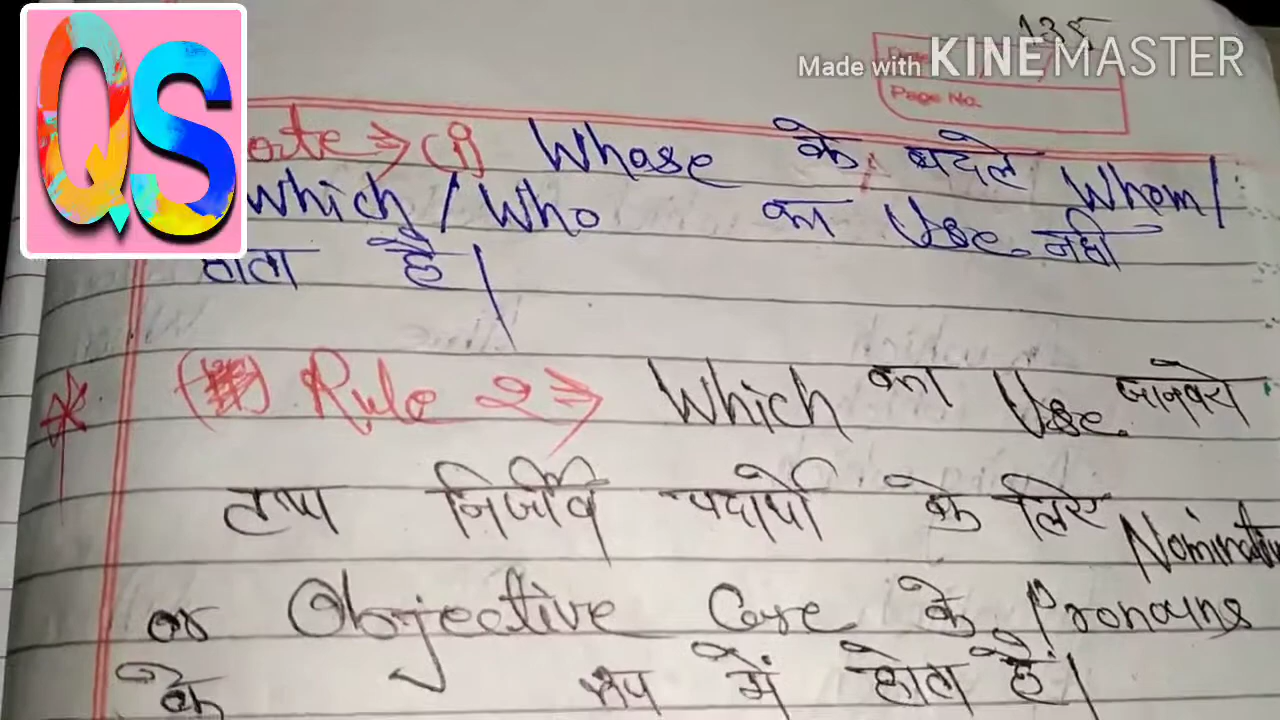 135
Made with KINEMASTER
Page No.
QS
ote ⇒ (i) Whose के बदले Whom/
Which/Who का Use. नहीं
होता है।
* Rule 2 ⇒ Which का Use. जानवरो
तथा निर्जीव पदार्थो के लिए Nominativ
or Objective Case के Pronouns
के रूप में होता है।